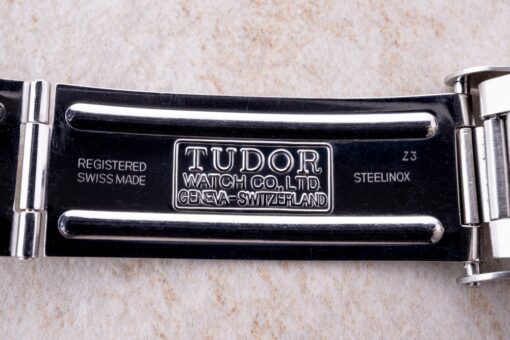 REGISTERED
SWISS MADE
TUDOR
WATCH CO., LTD
GENEVA-SWITZERLAND
Z3
STEELINOX